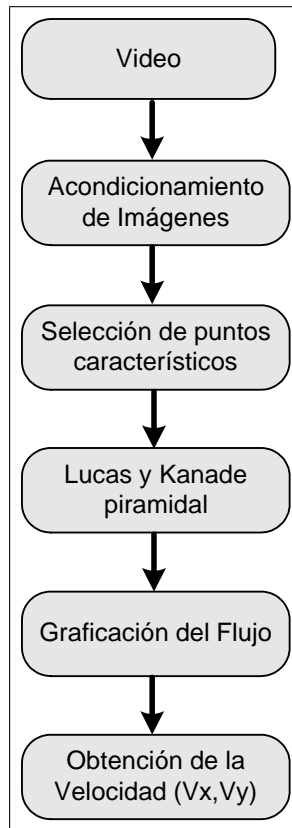 Video
Acondicionamiento
de Imágenes
Selección de puntos
característicos
Lucas y Kanade
piramidal
Graficación del Flujo
Obtención de la
Velocidad (Vx,Vy)